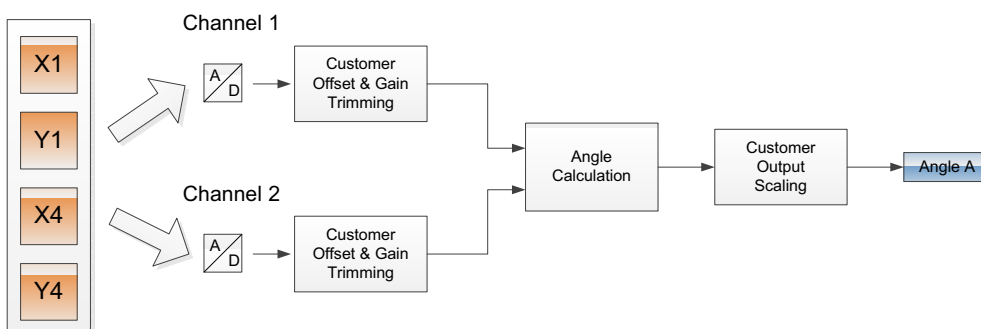 X1
Y1
X4
Y4
Channel 1
A
D
Customer
Offset & Gain
Trimming
Channel 2
A
D
Customer
Offset & Gain
Trimming
Angle
Calculation
Customer
Output
Scaling
Angle A